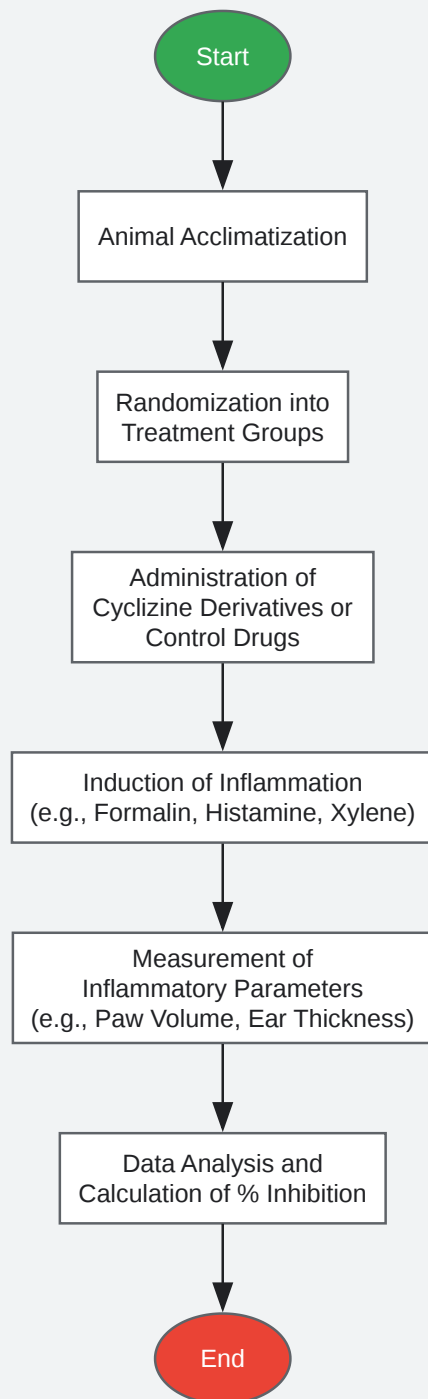 Start
Animal Acclimatization
Randomization into
Treatment Groups
Administration of
Cyclizine Derivatives or
Control Drugs
Induction of Inflammation
(e.g., Formalin, Histamine, Xylene)
Measurement of
Inflammatory Parameters
(e.g., Paw Volume, Ear Thickness)
Data Analysis and
Calculation of % Inhibition
End